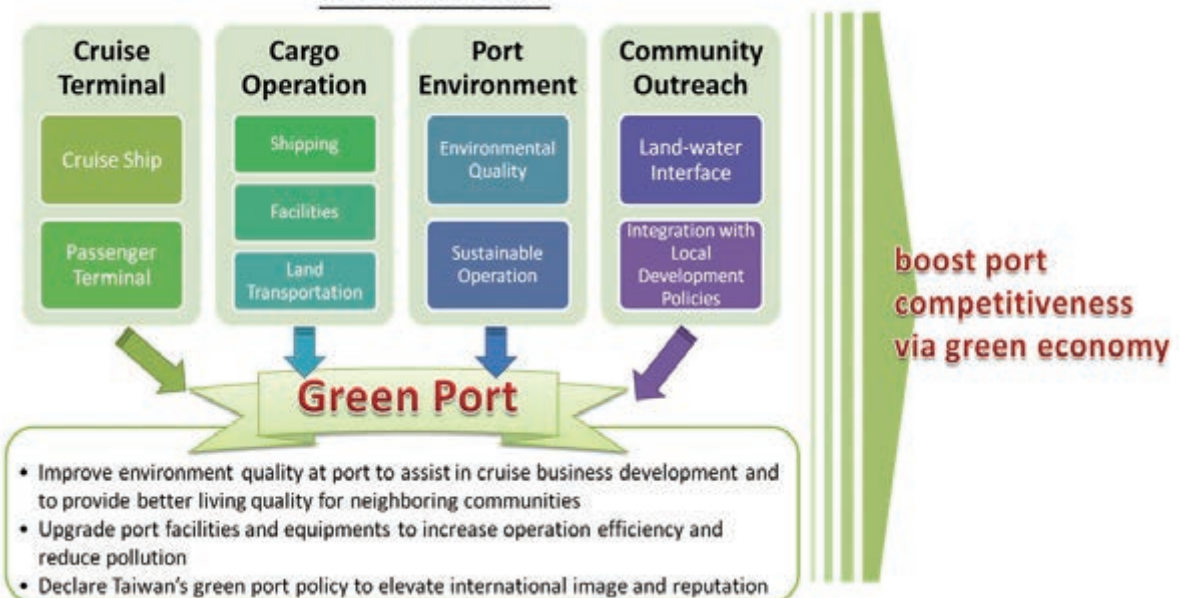 Cruise
Terminal
Cruise Ship
Passenger
Terminal
Cargo
Operation
Shipping
Facilities
Land
Transportation
Port
Environment
Environmental
Quality
Sustainable
Operation
Community
Outreach
Land-water
Interface
Integration with
Local
Development
Policies
Green Port
• Improve environment quality at port to assist in cruise business development and
to provide better living quality for neighboring communities
• Upgrade port facilities and equipments to increase operation efficiency and
reduce pollution
• Declare Taiwan's green port policy to elevate international image and reputation
boost port
competitiveness
via green economy